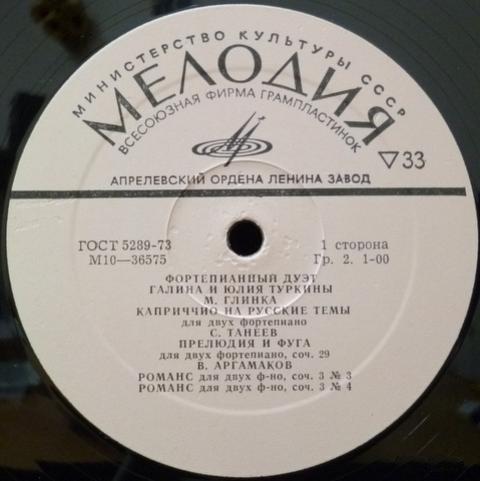 МИНИСТЕРСТВО КУЛЬТУРЫ СССР
МЕЛОДИЯ
ВСЕСОЮЗНАЯ ФИРМА ГРАМПЛАСТИНОК
▽33
АПРЕЛЕВСКИЙ ОРДЕНА ЛЕНИНА ЗАВОД
ГОСТ 5289-73
1 сторона
М10—36575
Гр. 2. 1-00
ФОРТЕПИАННЫЙ ДУЭТ
ГАЛИНА И ЮЛИЯ ТУРКИНЫ
М. ГЛИНКА
КАПРИЧЧИО НА РУССКИЕ ТЕМЫ
для двух фортепиано
С. ТАНЕЕВ
ПРЕЛЮДИЯ И ФУГА
для двух фортепиано, соч. 29
В. АРГАМАКОВ
РОМАНС для двух ф-но, соч. 3 № 3
РОМАНС для двух ф-но, соч. 3 № 4